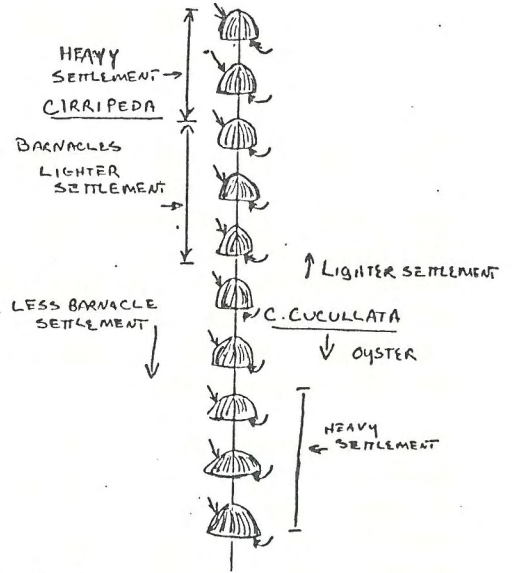 HEAVY
SETTLEMENT
CIRRIPEDA
BARNACLES
LIGHTER
SETTLEMENT
LIGHTER SETTLEMENT
LESS BARNACLE
SETTLEMENT
C. CUCULLATA
OYSTER
HEAVY
SETTLEMENT